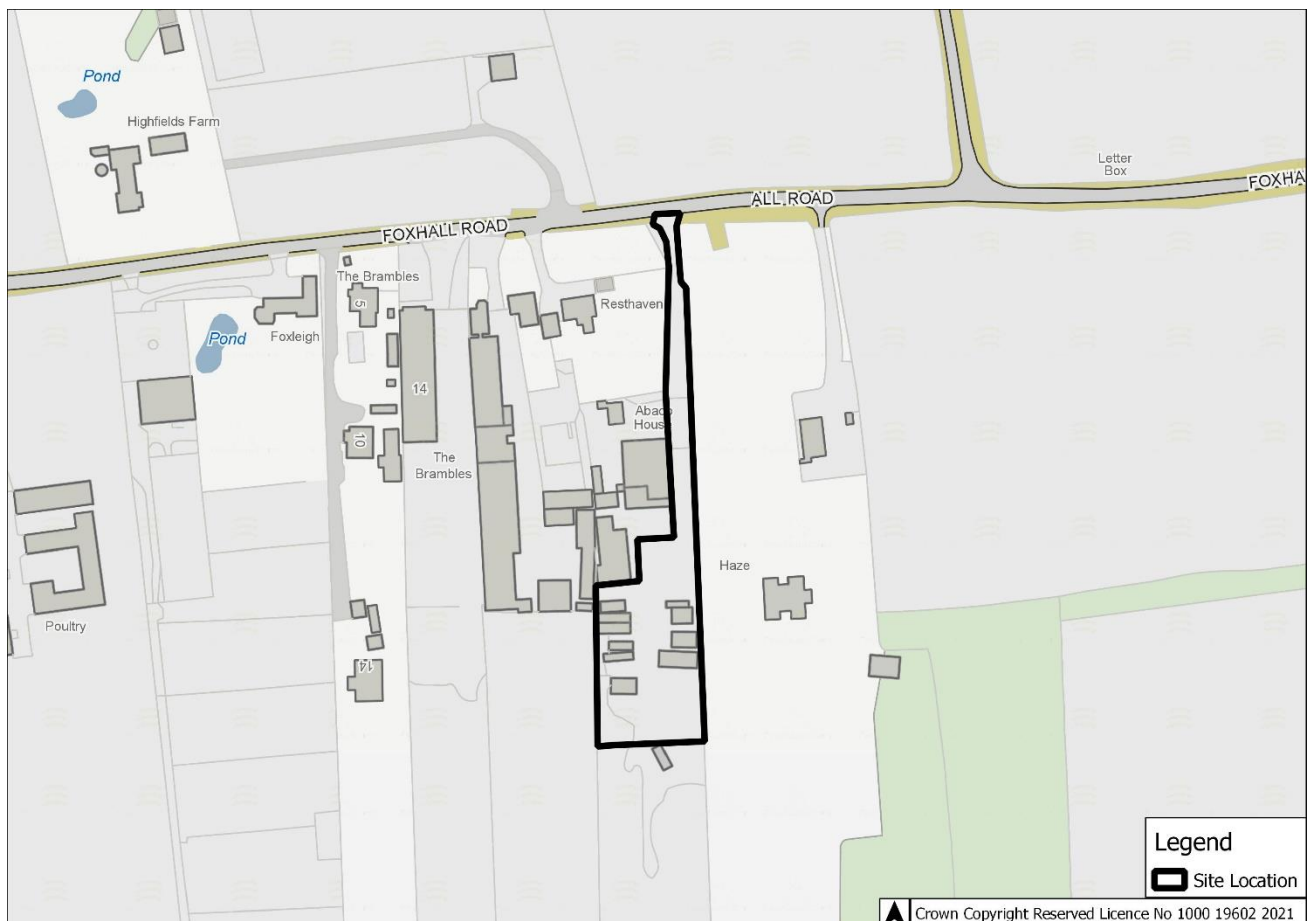 Pond
Highfields Farm
Letter
Box
ALL ROAD
FOXHA
FOXHALL ROAD
The Brambles
5
Resthaven
Foxleigh
Pond
14
Abaco
House
10
The
Brambles
Haze
Poultry
14
Legend
Site Location
Crown Copyright Reserved Licence No 1000 19602 2021